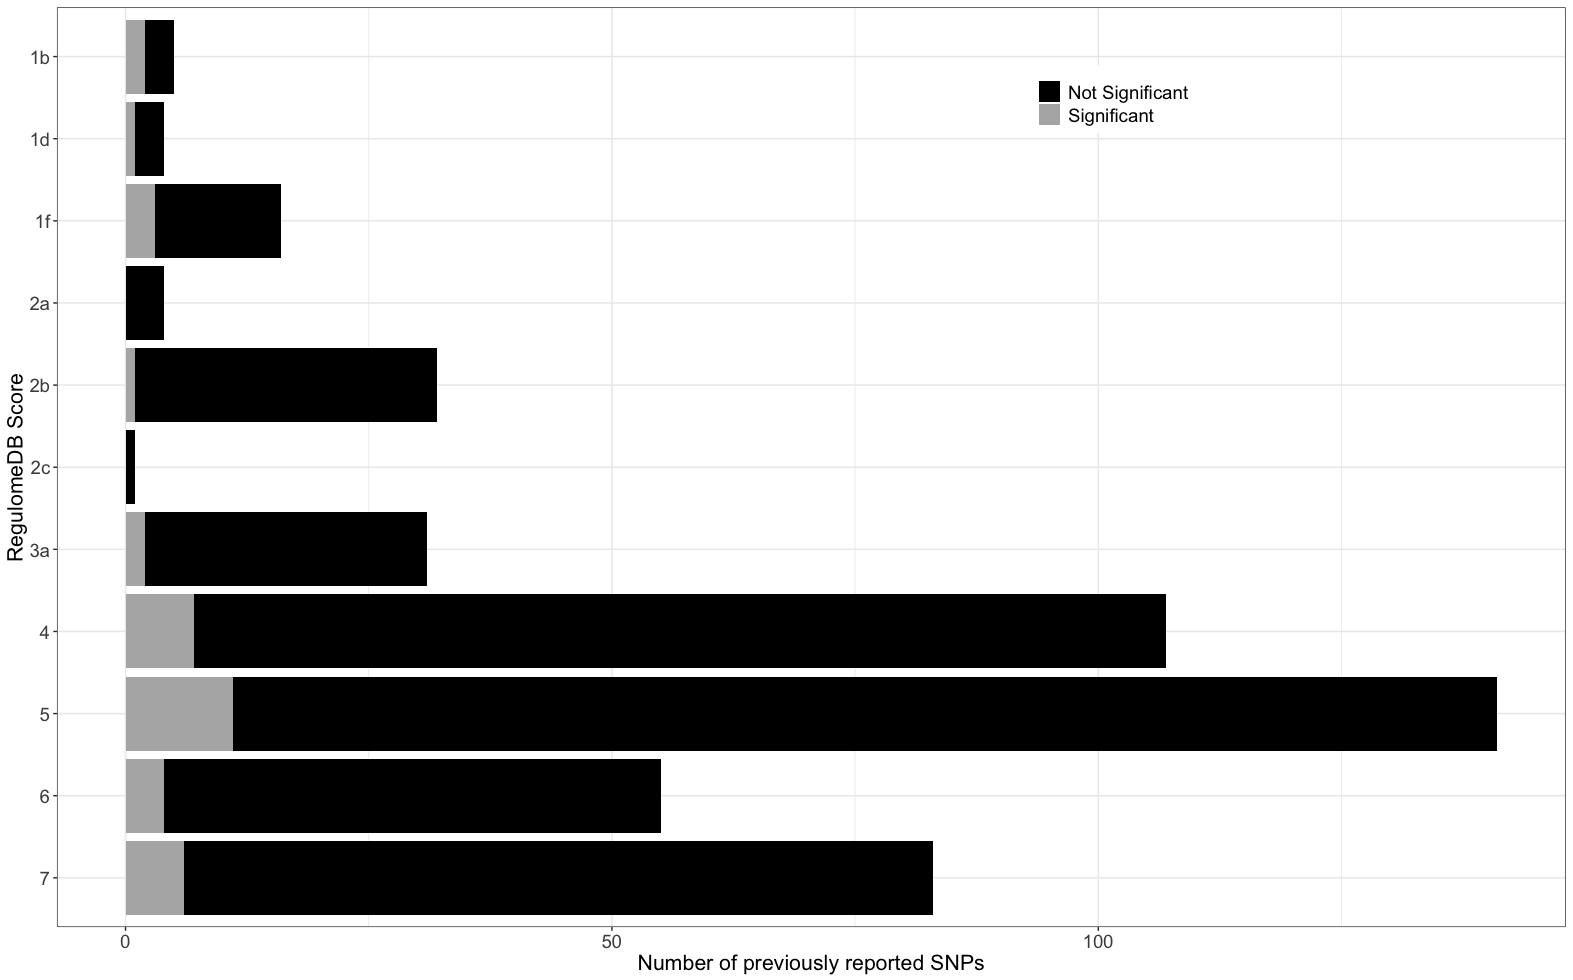 Not Significant
Significant
RegulomeDB Score
1b
1d
1f
2a
2b
2c
3a
4
5
6
7
0 50 100
Number of previously reported SNPs